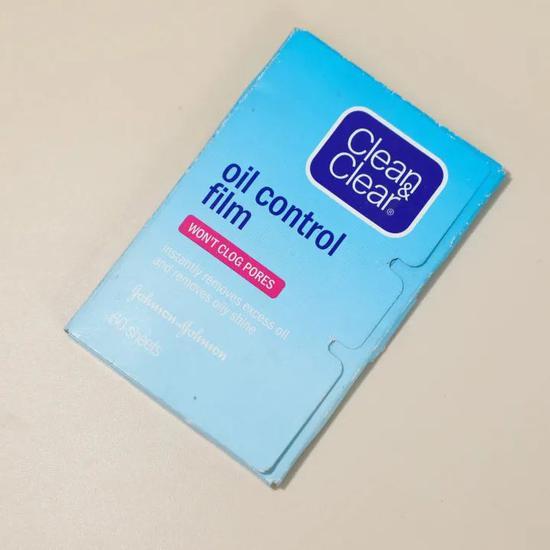 Clean
&
Clear®
oil control
film
WON'T CLOG PORES
instantly removes excess oil
and removes oily shine
Johnson & Johnson
60 sheets